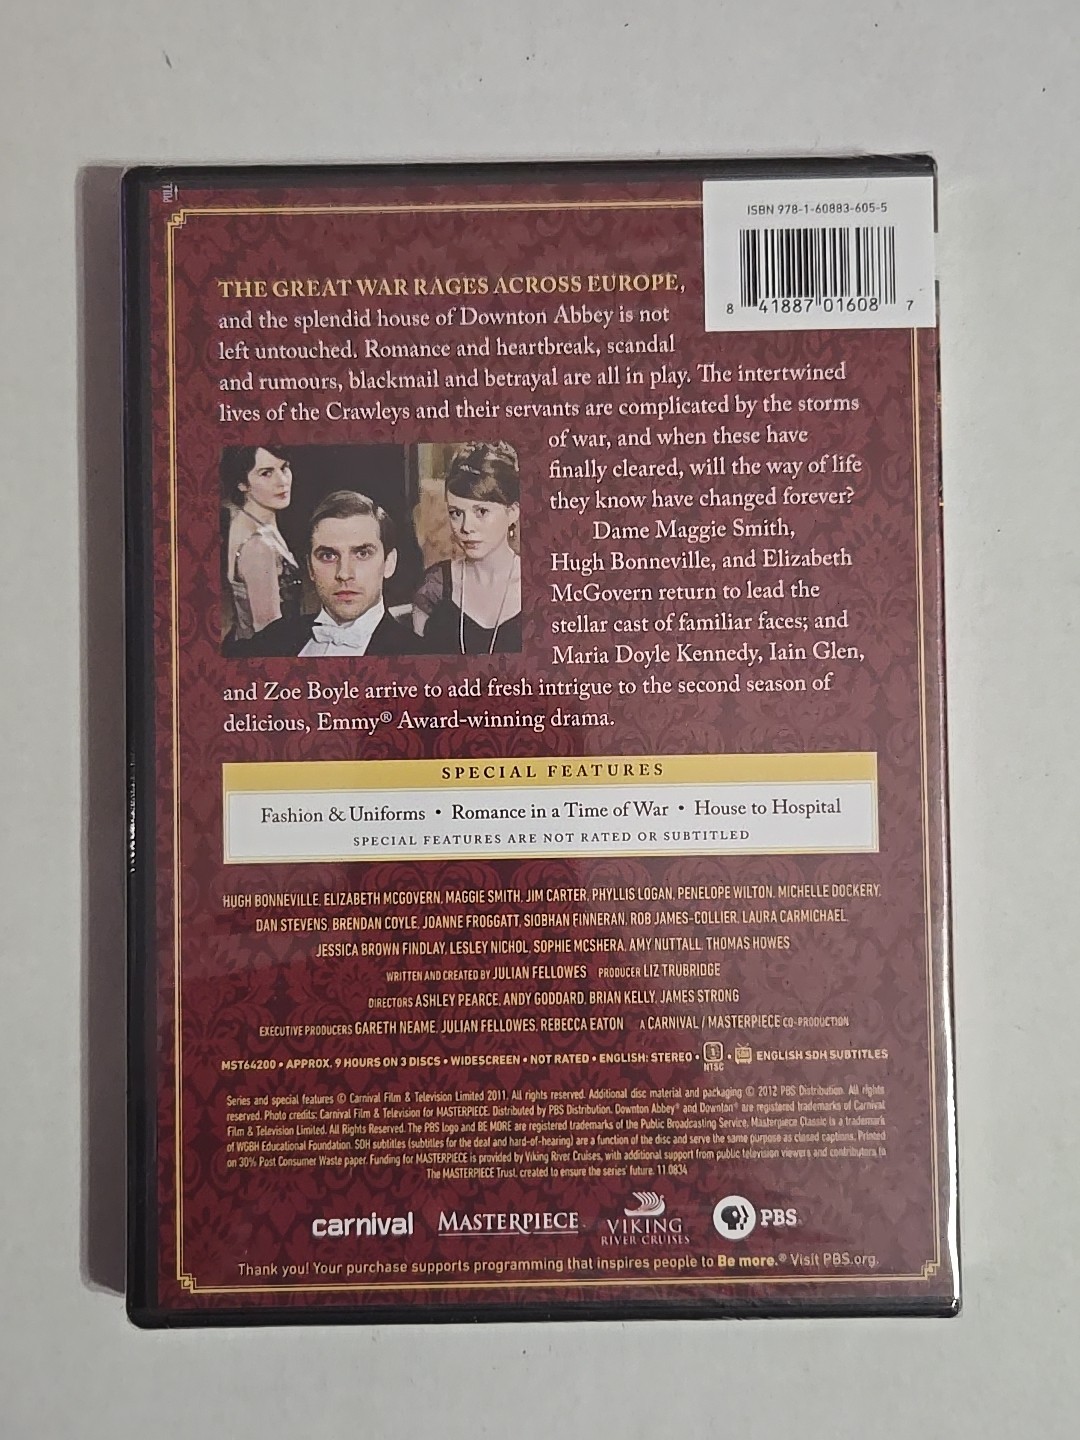 PULL
ISBN 978-1-60883-605-5
8 41887 01608 7
THE GREAT WAR RAGES ACROSS EUROPE,
and the splendid house of Downton Abbey is not
left untouched. Romance and heartbreak, scandal
and rumours, blackmail and betrayal are all in play. The intertwined
lives of the Crawleys and their servants are complicated by the storms
of war, and when these have
finally cleared, will the way of life
they know have changed forever?
Dame Maggie Smith,
Hugh Bonneville, and Elizabeth
McGovern return to lead the
stellar cast of familiar faces; and
Maria Doyle Kennedy, Iain Glen,
and Zoe Boyle arrive to add fresh intrigue to the second season of
delicious, Emmy® Award-winning drama.
SPECIAL FEATURES
Fashion & Uniforms • Romance in a Time of War • House to Hospital
SPECIAL FEATURES ARE NOT RATED OR SUBTITLED
HUGH BONNEVILLE, ELIZABETH MCGOVERN, MAGGIE SMITH, JIM CARTER, PHYLLIS LOGAN, PENELOPE WILTON, MICHELLE DOCKERY,
DAN STEVENS, BRENDAN COYLE, JOANNE FROGGATT, SIOBHAN FINNERAN, ROB JAMES-COLLIER, LAURA CARMICHAEL,
JESSICA BROWN FINDLAY, LESLEY NICHOL, SOPHIE MCSHERA, AMY NUTTALL, THOMAS HOWES
WRITTEN AND CREATED BY JULIAN FELLOWES PRODUCER LIZ TRUBRIDGE
DIRECTORS ASHLEY PEARCE, ANDY GODDARD, BRIAN KELLY, JAMES STRONG
EXECUTIVE PRODUCERS GARETH NEAME, JULIAN FELLOWES, REBECCA EATON A CARNIVAL / MASTERPIECE CO-PRODUCTION
MST64200 • APPROX. 9 HOURS ON 3 DISCS • WIDESCREEN • NOT RATED • ENGLISH: STEREO • 1 NTSC • ENGLISH SDH SUBTITLES
Series and special features © Carnival Film & Television Limited 2011. All rights reserved. Additional disc material and packaging © 2012 PBS Distribution. All rights
reserved. Photo credits: Carnival Film & Television for MASTERPIECE. Distributed by PBS Distribution. Downton Abbey® and Downton® are registered trademarks of Carnival
Film & Television Limited. All Rights Reserved. The PBS logo and BE MORE are registered trademarks of the Public Broadcasting Service. Masterpiece Classic is a trademark
of WGBH Educational Foundation. SDH subtitles (subtitles for the deaf and hard-of-hearing) are a function of the disc and serve the same purpose as closed captions. Printed
on 30% Post Consumer Waste paper. Funding for MASTERPIECE is provided by Viking River Cruises, with additional support from public television viewers and contributors to
The MASTERPIECE Trust, created to ensure the series' future. 11 0834
carnival MASTERPIECE. VIKING RIVER CRUISES PBS.
Thank you! Your purchase supports programming that inspires people to Be more.® Visit PBS.org.